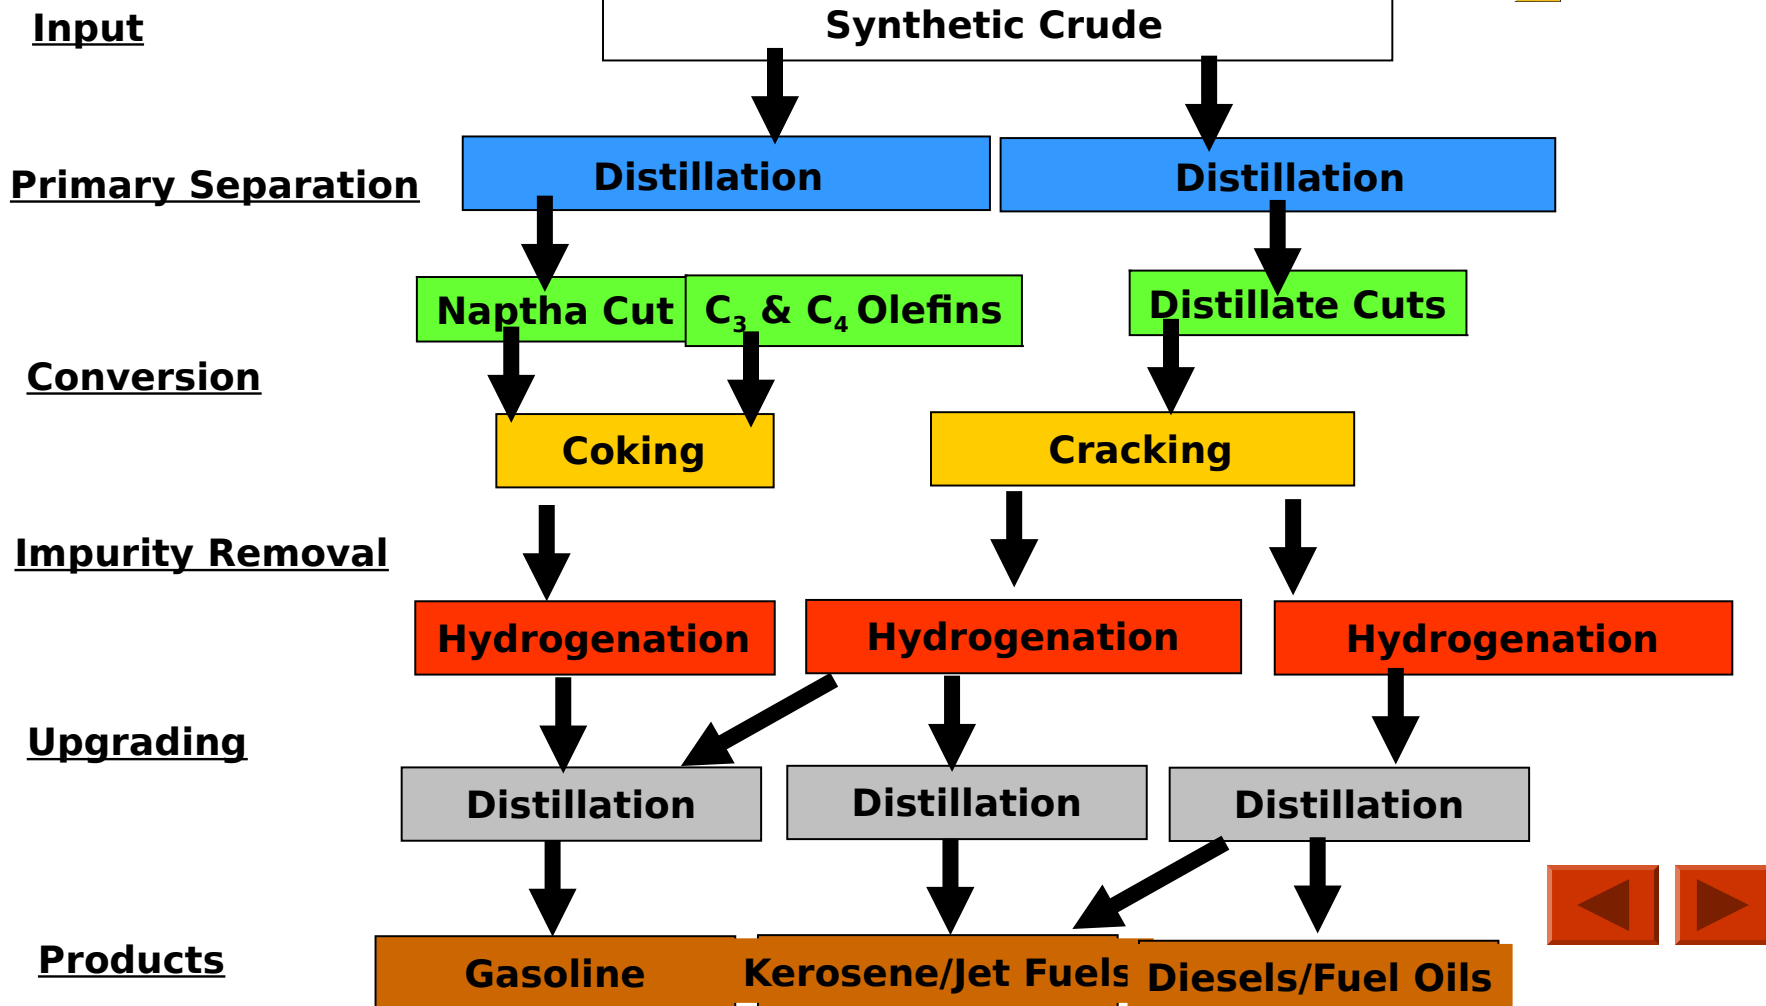 Input
Synthetic Crude
Primary Separation
Distillation
Distillation
Naptha Cut
C₃ & C₄ Olefins
Distillate Cuts
Conversion
Coking
Cracking
Impurity Removal
Hydrogenation
Hydrogenation
Hydrogenation
Upgrading
Distillation
Distillation
Distillation
Products
Gasoline
Kerosene/Jet Fuels
Diesels/Fuel Oils